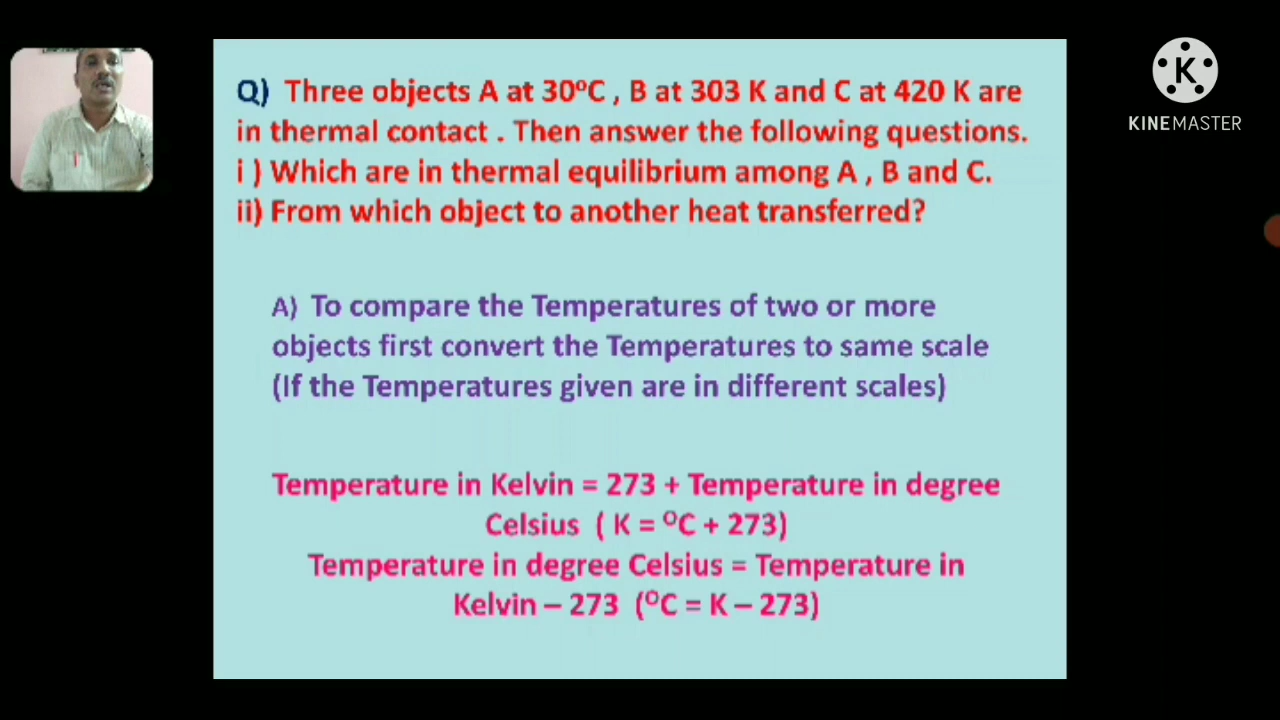 Q) Three objects A at 30⁰C , B at 303 K and C at 420 K are
in thermal contact . Then answer the following questions.
i ) Which are in thermal equilibrium among A , B and C.
ii) From which object to another heat transferred?
A) To compare the Temperatures of two or more
objects first convert the Temperatures to same scale
(If the Temperatures given are in different scales)
Temperature in Kelvin = 273 + Temperature in degree
Celsius ( K = ᴼC + 273)
Temperature in degree Celsius = Temperature in
Kelvin – 273 (ᴼC = K – 273)
K
KINEMASTER